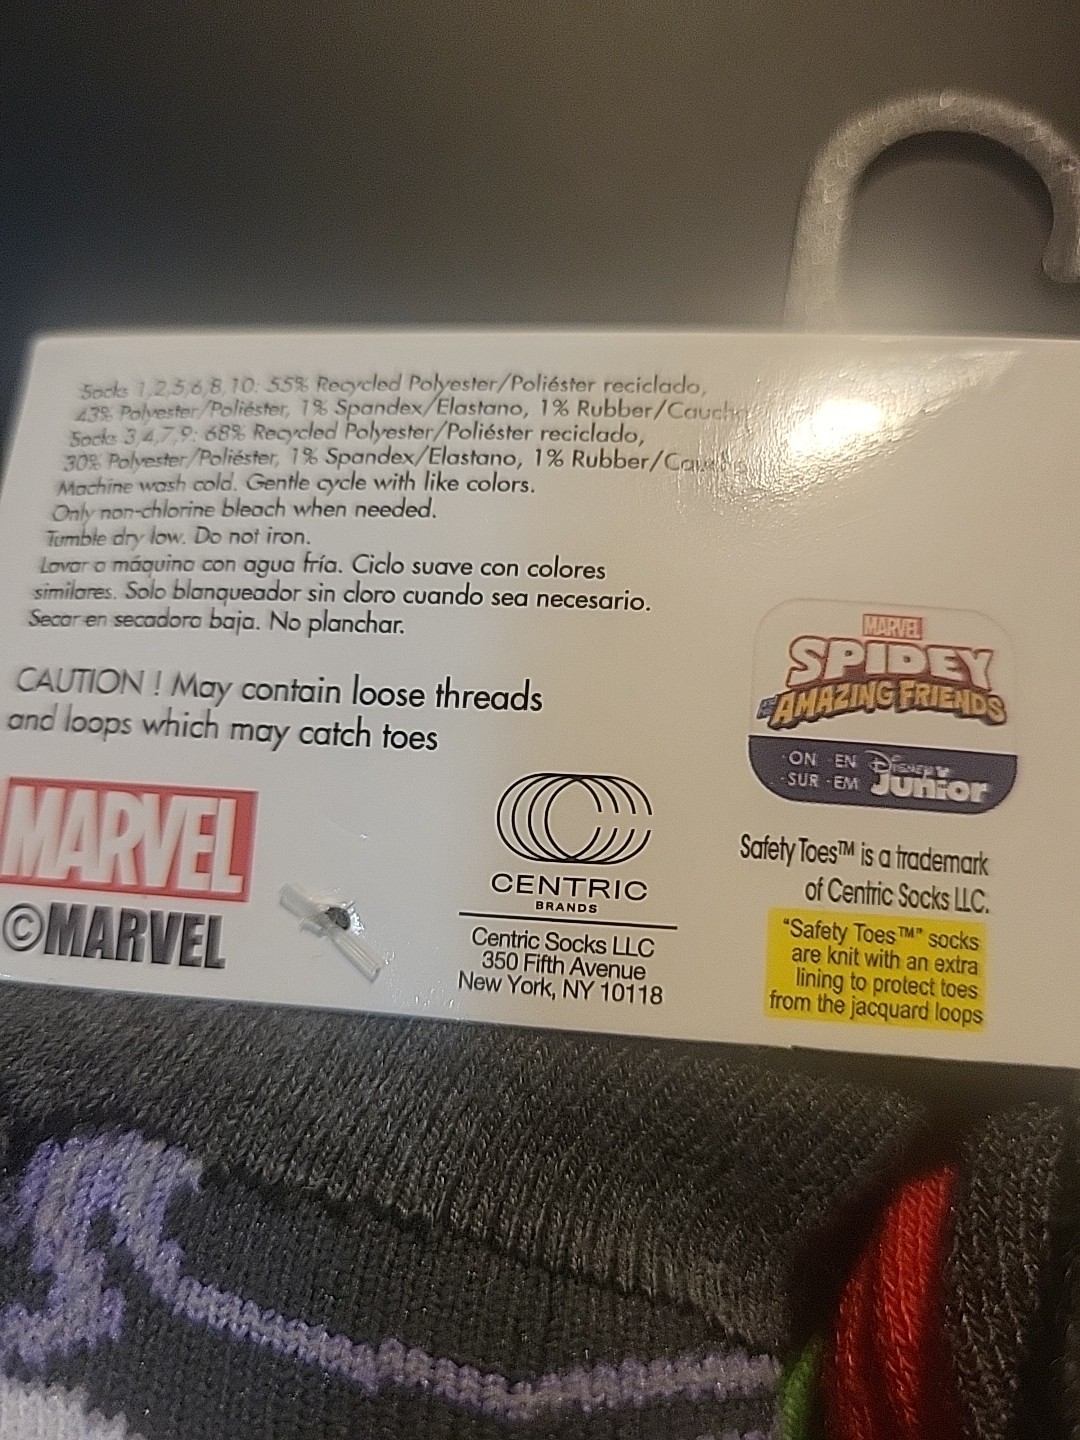 Socks 1,2,5,6,8,10: 55% Recycled Polyester/Poliéster reciclado,
43% Polyester/Poliéster, 1% Spandex/Elastano, 1% Rubber/Caucho
Socks 3,4,7,9: 68% Recycled Polyester/Poliéster reciclado,
30% Polyester/Poliéster, 1% Spandex/Elastano, 1% Rubber/Caucho
Machine wash cold. Gentle cycle with like colors.
Only non-chlorine bleach when needed.
Tumble dry low. Do not iron.
Lavar a máquina con agua fría. Ciclo suave con colores
similares. Solo blanqueador sin cloro cuando sea necesario.
Secar en secadora baja. No planchar.
CAUTION ! May contain loose threads
and loops which may catch toes
MARVEL
©MARVEL
CENTRIC
BRANDS
Centric Socks LLC
350 Fifth Avenue
New York, NY 10118
MARVEL
SPIDEY
AMAZING FRIENDS
·ON ·EN
·SUR ·EM
Disney
Junior
Safety Toes™ is a trademark
of Centric Socks LLC.
“Safety Toes™” socks
are knit with an extra
lining to protect toes
from the jacquard loops